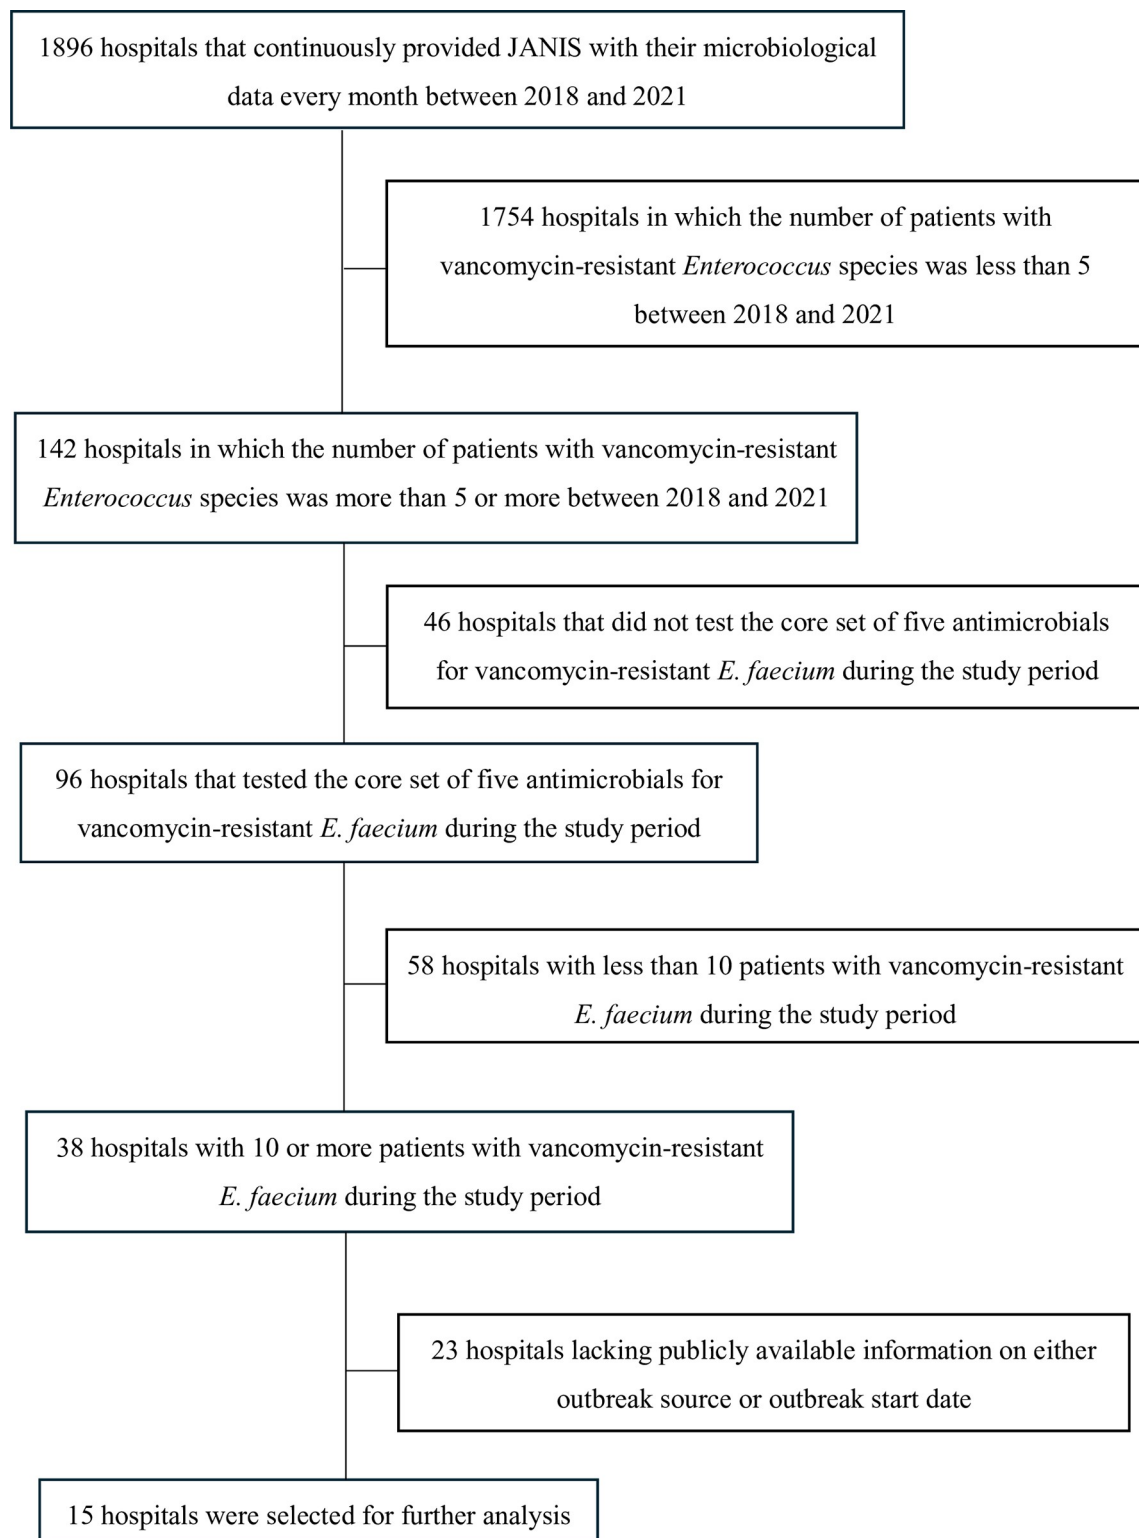 1896 hospitals that continuously provided JANIS with their microbiological
data every month between 2018 and 2021
1754 hospitals in which the number of patients with
vancomycin-resistant Enterococcus species was less than 5
between 2018 and 2021
142 hospitals in which the number of patients with vancomycin-resistant
Enterococcus species was more than 5 or more between 2018 and 2021
46 hospitals that did not test the core set of five antimicrobials
for vancomycin-resistant E. faecium during the study period
96 hospitals that tested the core set of five antimicrobials for
vancomycin-resistant E. faecium during the study period
58 hospitals with less than 10 patients with vancomycin-resistant
E. faecium during the study period
38 hospitals with 10 or more patients with vancomycin-resistant
E. faecium during the study period
23 hospitals lacking publicly available information on either
outbreak source or outbreak start date
15 hospitals were selected for further analysis